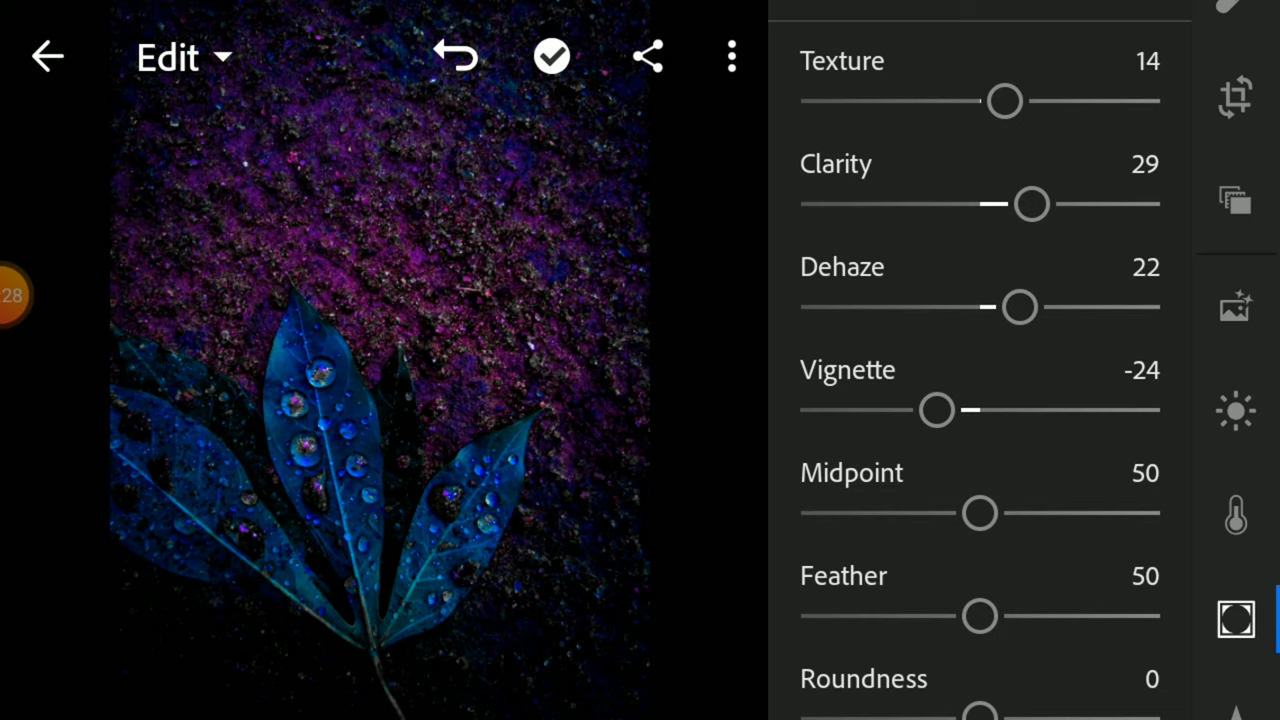 Edit
28
Texture 14
Clarity 29
Dehaze 22
Vignette -24
Midpoint 50
Feather 50
Roundness 0